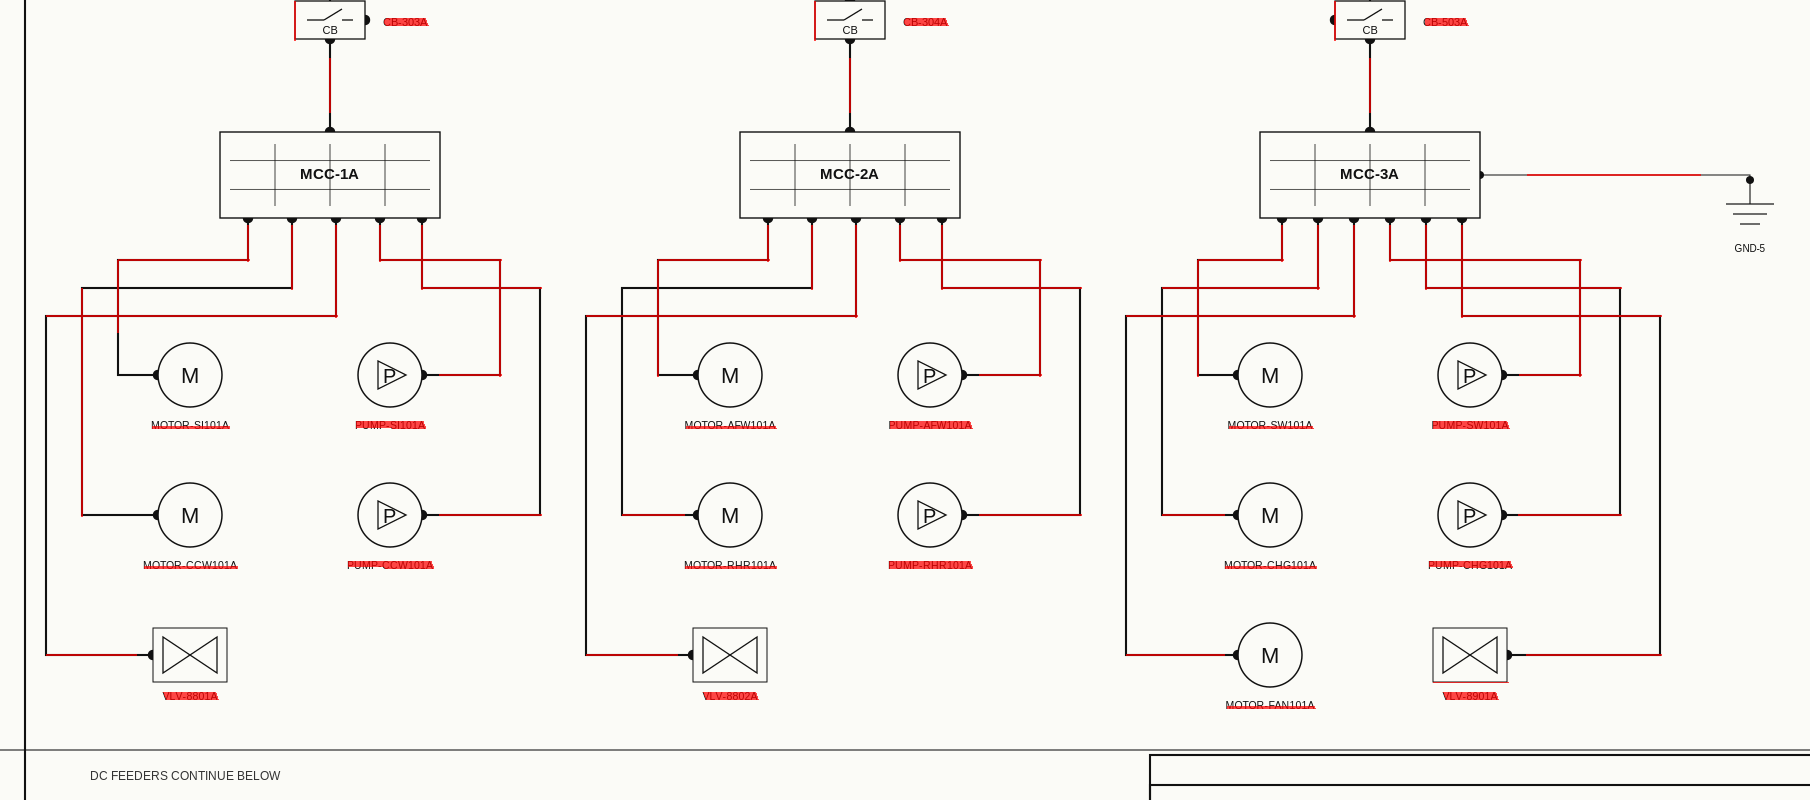 CB
CB-303A
CB
CB-304A
CB
CB-503A
MCC-1A
MCC-2A
MCC-3A
GND-5
M
P
M
P
M
P
MOTOR-SI101A
PUMP-SI101A
MOTOR-AFW101A
PUMP-AFW101A
MOTOR-SW101A
PUMP-SW101A
M
P
M
P
M
P
MOTOR-CCW101A
PUMP-CCW101A
MOTOR-RHR101A
PUMP-RHR101A
MOTOR-CHG101A
PUMP-CHG101A
M
VLV-8801A
VLV-8802A
MOTOR-FAN101A
VLV-8901A
DC FEEDERS CONTINUE BELOW